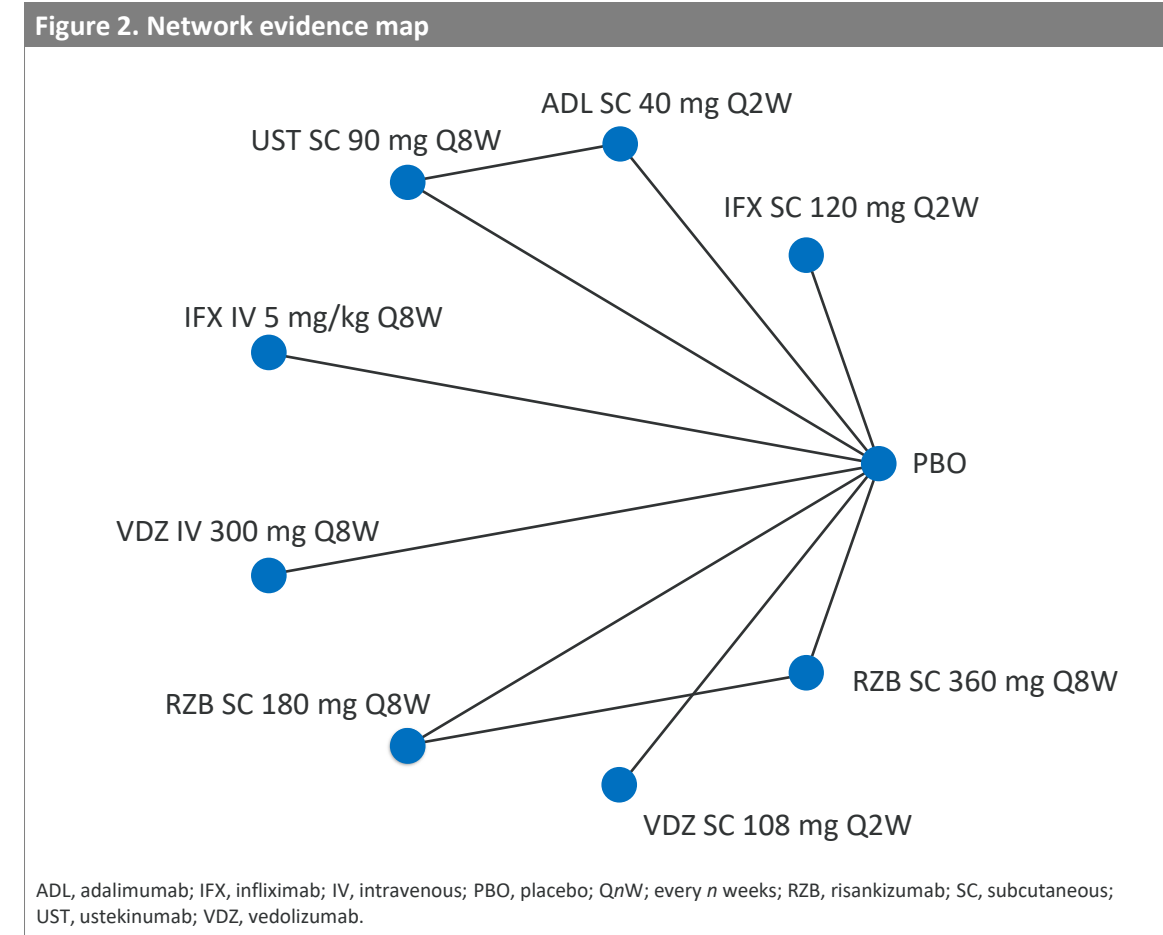 Figure 2. Network evidence map
ADL SC 40 mg Q2W
UST SC 90 mg Q8W
IFX SC 120 mg Q2W
IFX IV 5 mg/kg Q8W
PBO
VDZ IV 300 mg Q8W
RZB SC 360 mg Q8W
RZB SC 180 mg Q8W
VDZ SC 108 mg Q2W
ADL, adalimumab; IFX, infliximab; IV, intravenous; PBO, placebo; QnW; every n weeks; RZB, risankizumab; SC, subcutaneous;
UST, ustekinumab; VDZ, vedolizumab.